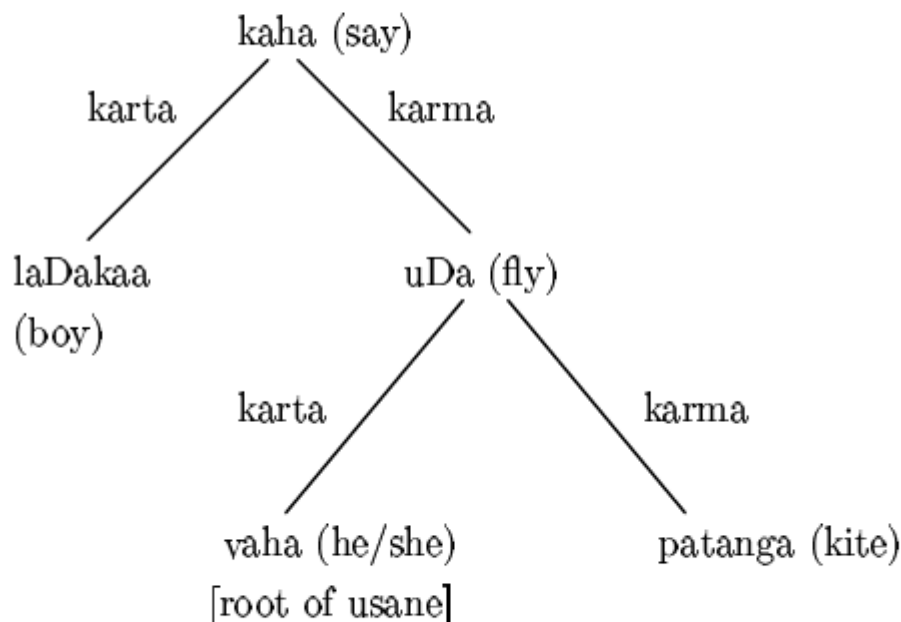 kaha (say)
karta
karma
laDakaa
(boy)
uDa (fly)
karta
karma
vaha (he/she)
[root of usane]
patanga (kite)